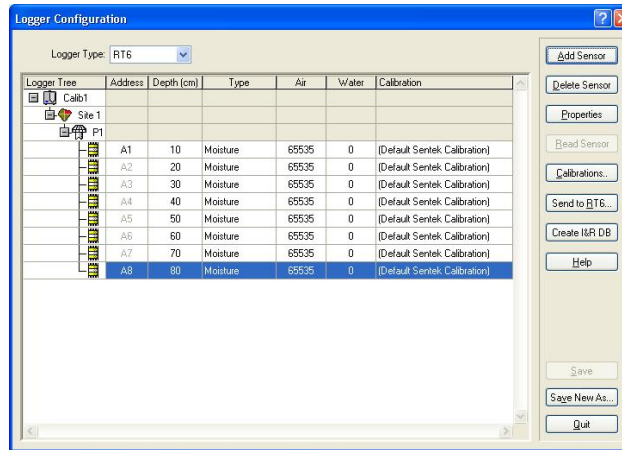 Logger Configuration
Logger Type: RT6
Logger Tree Address Depth (cm) Type Air Water Calibration
Calib1
Site 1
P1
A1 10 Moisture 65535 0 (Default Sentek Calibration)
A2 20 Moisture 65535 0 (Default Sentek Calibration)
A3 30 Moisture 65535 0 (Default Sentek Calibration)
A4 40 Moisture 65535 0 (Default Sentek Calibration)
A5 50 Moisture 65535 0 (Default Sentek Calibration)
A6 60 Moisture 65535 0 (Default Sentek Calibration)
A7 70 Moisture 65535 0 (Default Sentek Calibration)
A8 80 Moisture 65535 0 (Default Sentek Calibration)
Add Sensor
Delete Sensor
Properties
Read Sensor
Calibrations..
Send to RT6...
Create I&R DB
Help
Save
Save New As...
Quit